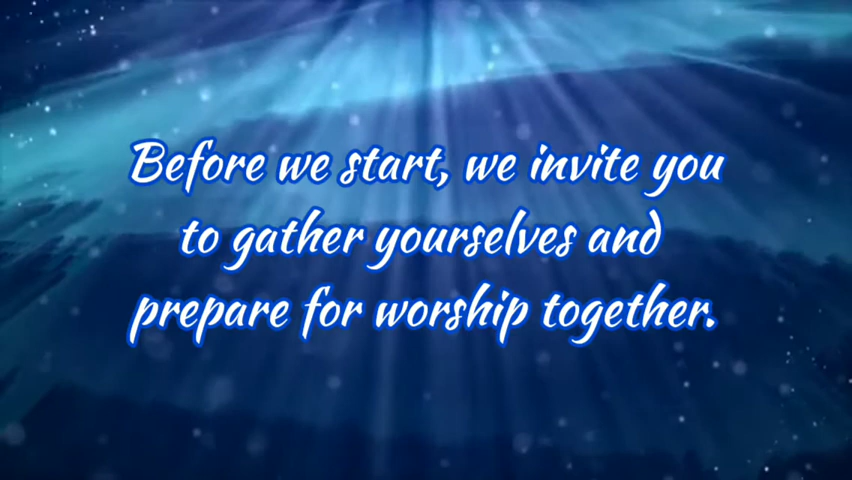 Before we start, we invite you
to gather yourselves and
prepare for worship together.